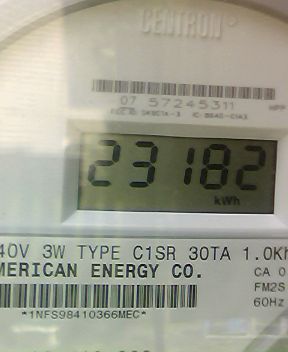 CENTRON®
07 57245311
23182
kWh
40V 3W TYPE C1SR 30TA 1.0Kh
MERICAN ENERGY CO.
CA 0
FM2S
60Hz
*1NFS98410366MEC*